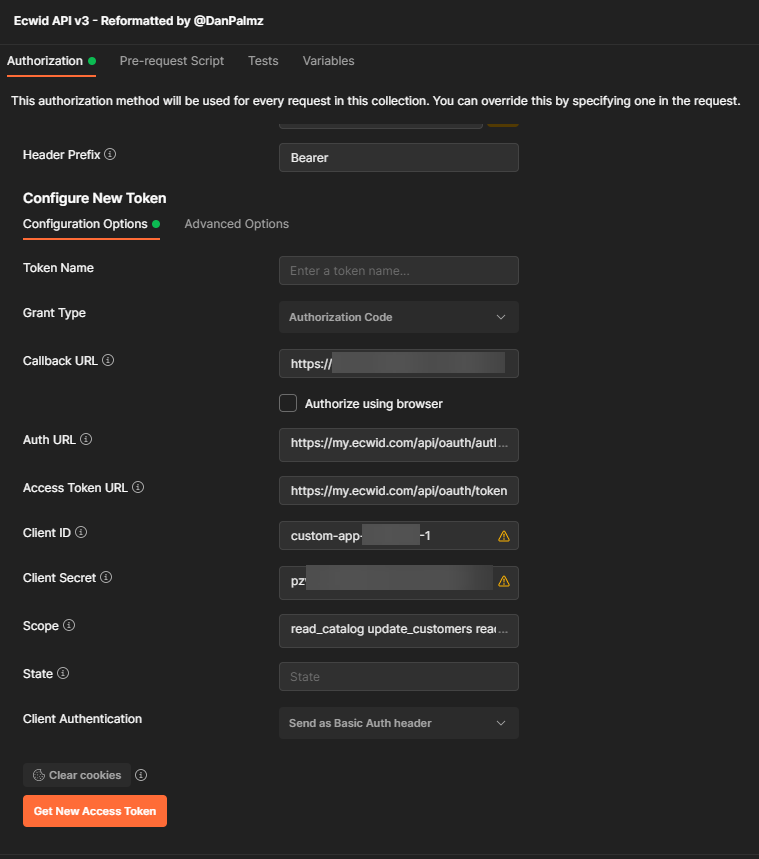 Ecwid API v3 - Reformatted by @DanPalmz
Authorization Pre-request Script Tests Variables
This authorization method will be used for every request in this collection. You can override this by specifying one in the request.
Header Prefix Bearer
Configure New Token
Configuration Options Advanced Options
Token Name Enter a token name...
Grant Type Authorization Code
Callback URL https://
Authorize using browser
Auth URL https://my.ecwid.com/api/oauth/aut...
Access Token URL https://my.ecwid.com/api/oauth/token
Client ID custom-app- -1
Client Secret pz
Scope read_catalog update_customers rea...
State State
Client Authentication Send as Basic Auth header
Clear cookies
Get New Access Token